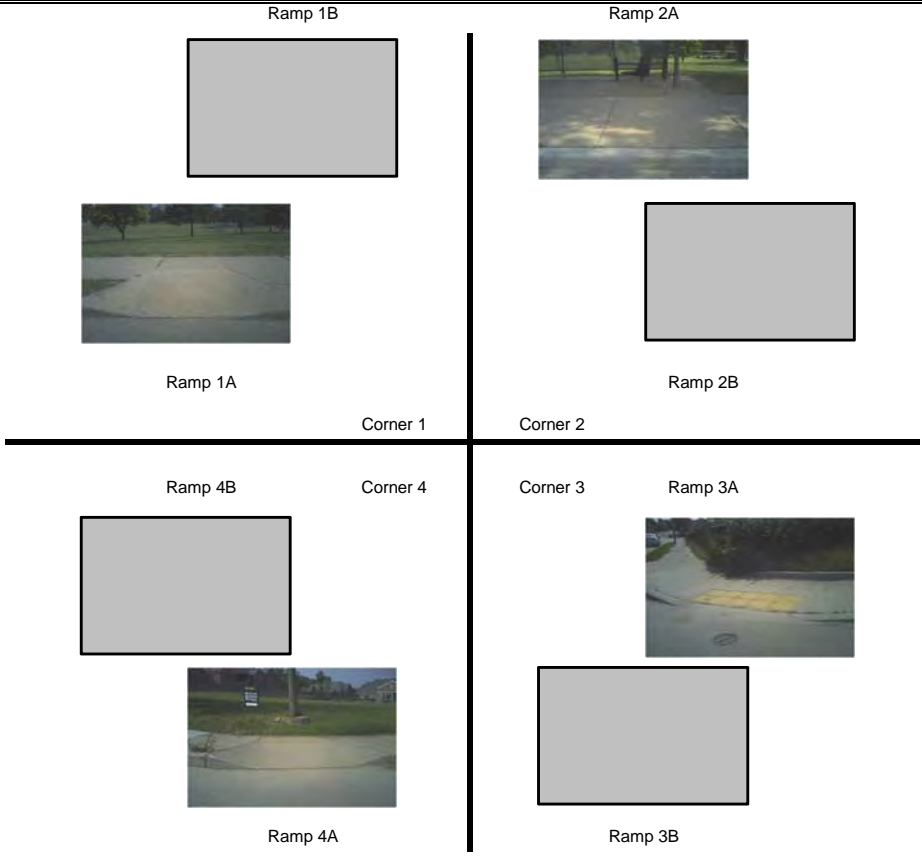 Ramp 1B
Ramp 2A
Ramp 1A
Ramp 2B
Corner 1
Corner 2
Ramp 4B
Corner 4
Corner 3
Ramp 3A
Ramp 4A
Ramp 3B